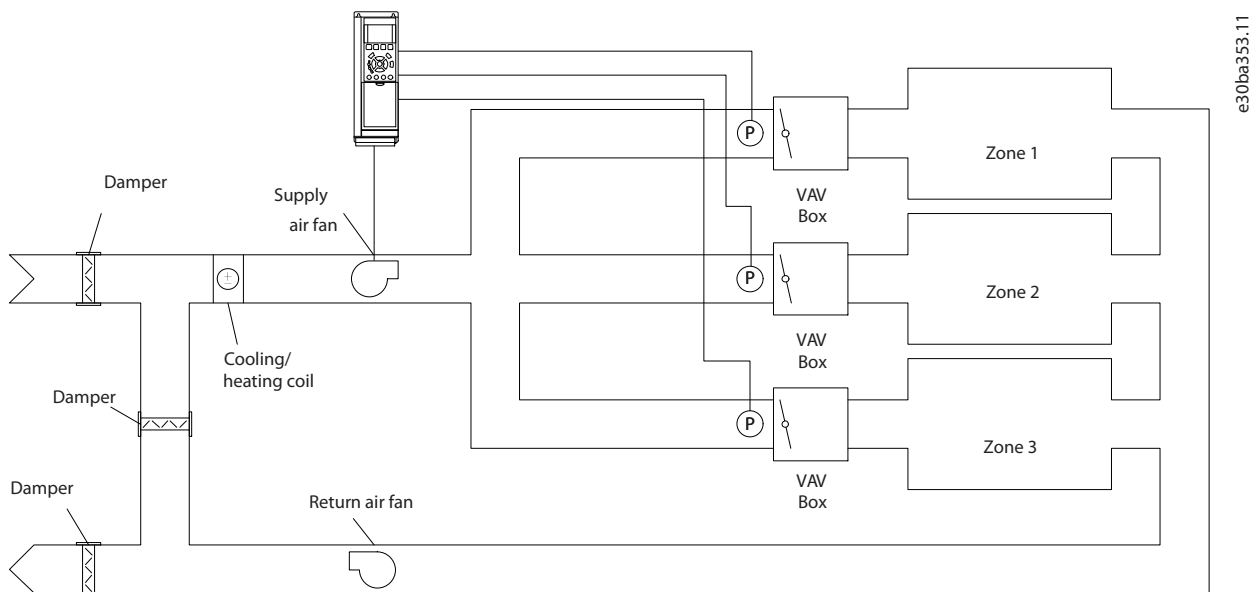 e30ba353.11
P
Zone 1
Damper
Supply
air fan
VAV
Box
P
Zone 2
VAV
Box
Cooling/
heating coil
Damper
P
Zone 3
VAV
Box
Damper
Return air fan